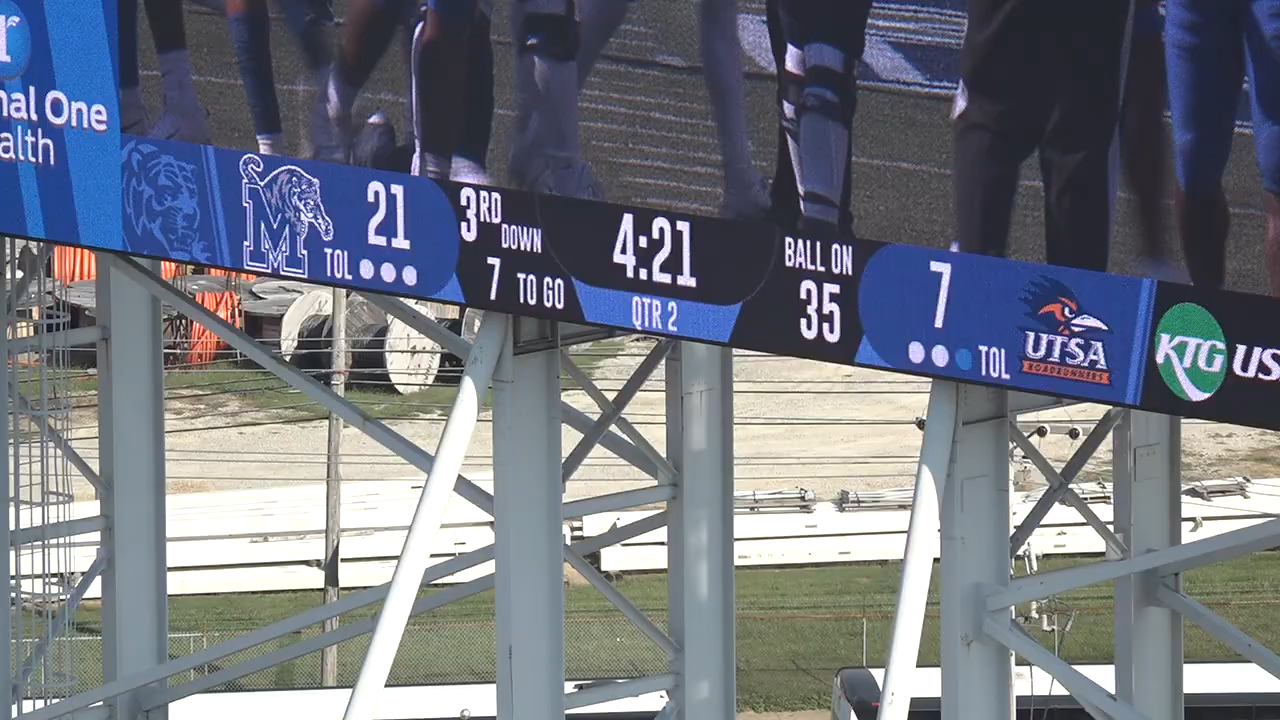 nal One
alth
M
21
TOL
3RD
DOWN
7 TO GO
4:21
QTR 2
BALL ON
35
7
TOL
UTSA
ROADRUNNERS
KTG
US